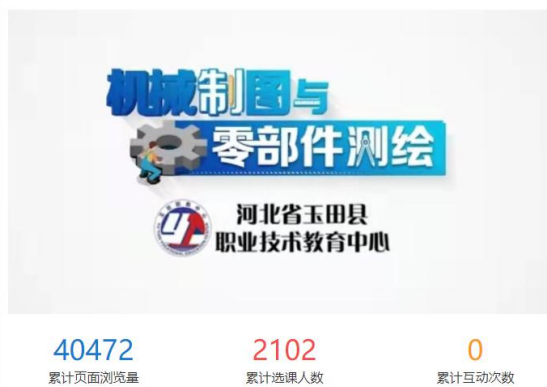 机械制图与
零部件测绘
河北省玉田县
职业技术教育中心
40472
2102
0
累计页面浏览量
累计选课人数
累计互动次数